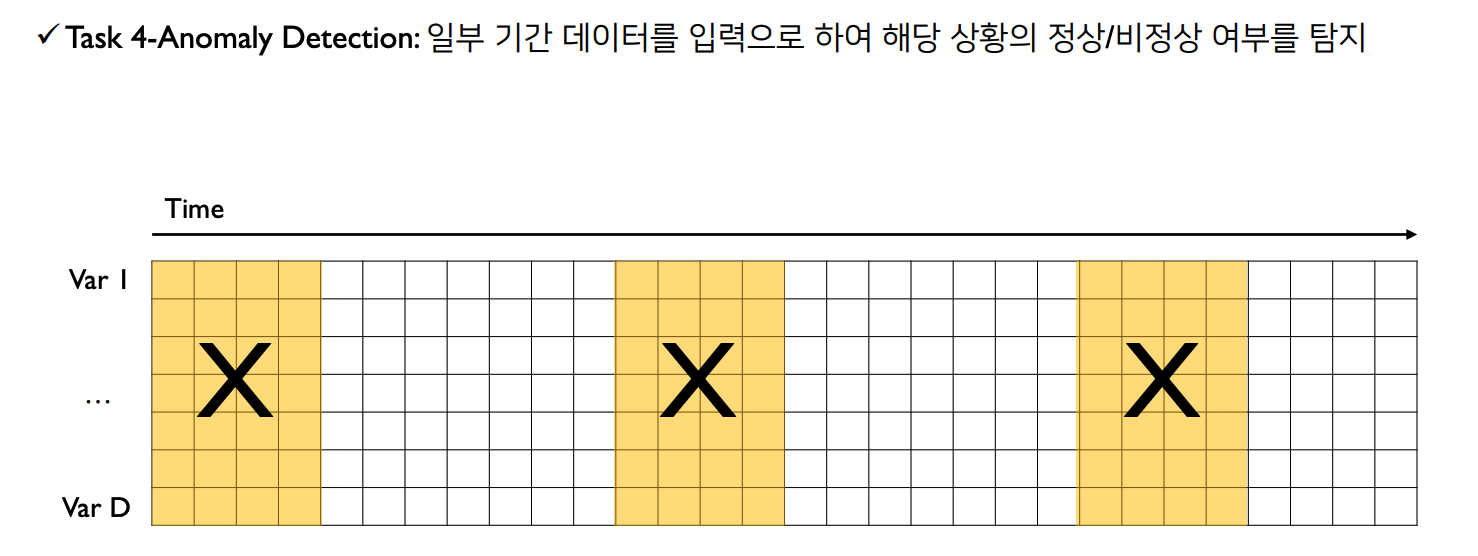 ✓ Task 4-Anomaly Detection: 일부 기간 데이터를 입력으로 하여 해당 상황의 정상/비정상 여부를 탐지
Time
Var 1
...
Var D
X X X